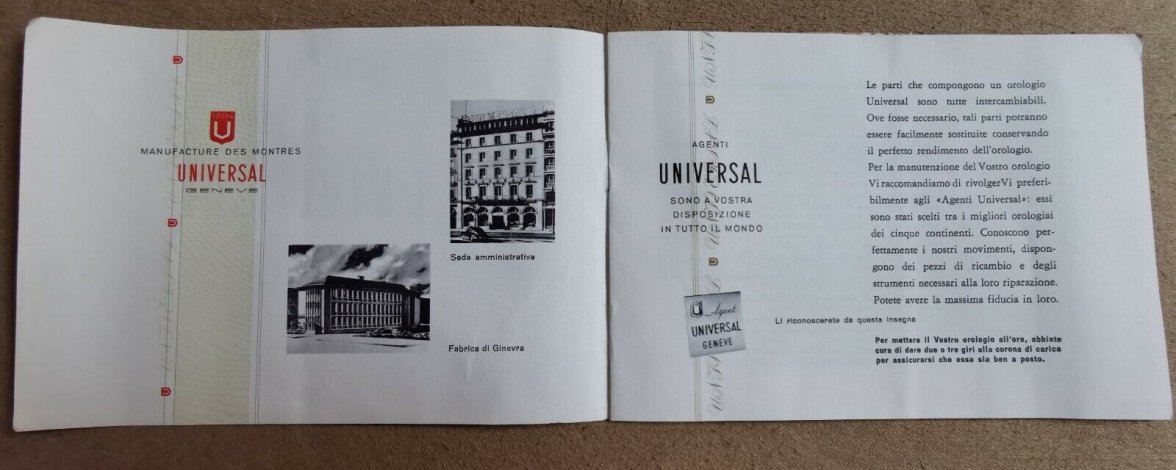 1894
U
MANUFACTURE DES MONTRES
UNIVERSAL
GENEVE
Sede amministrativa
Fabrica di Ginevra
AGENTI
UNIVERSAL
SONO A VOSTRA
DISPOSIZIONE
IN TUTTO IL MONDO
U
Agent
UNIVERSAL
GENEVE
Li riconoscerete da questa insegna
Le parti che compongono un orologio
Universal sono tutte intercambiabili.
Ove fosse necessario, tali parti potranno
essere facilmente sostituite conservando
il perfetto rendimento dell'orologio.
Per la manutenzione del Vostro orologio
Vi raccomandiamo di rivolgerVi preferi-
bilmente agli «Agenti Universal»: essi
sono stati scelti tra i migliori orologiai
dei cinque continenti. Conoscono per-
fettamente i nostri movimenti, dispon-
gono dei pezzi di ricambio e degli
strumenti necessari alla loro riparazione.
Potete avere la massima fiducia in loro.
Per mettere il Vostro orologio all'ora, abbiate
cura di dare due o tre giri alla corona di carica
per assicurarsi che essa sia ben a posto.